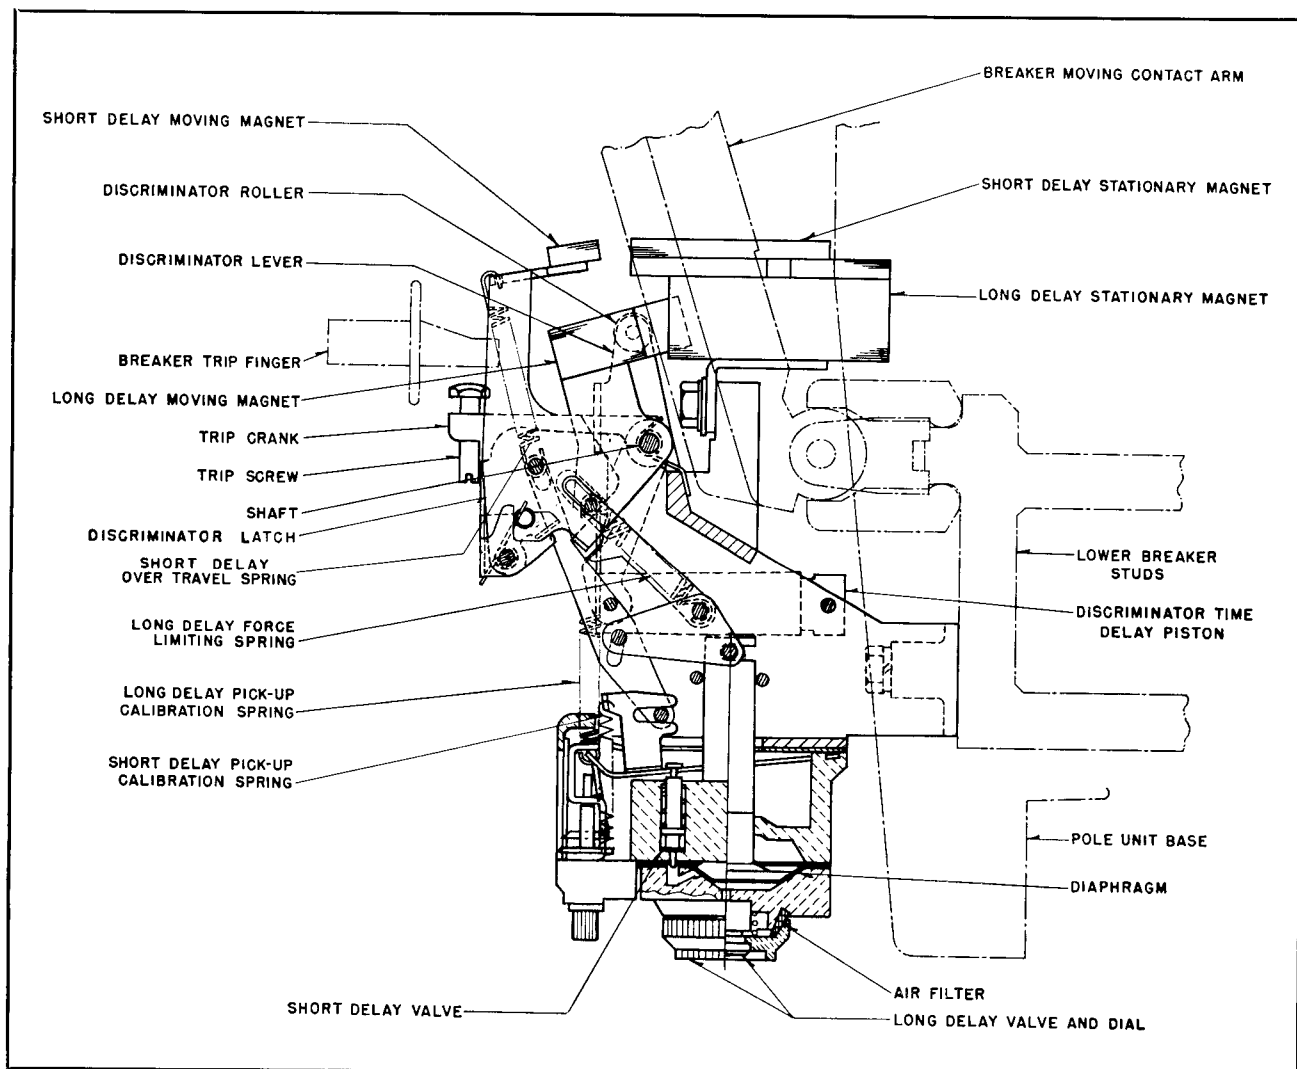 BREAKER MOVING CONTACT ARM
SHORT DELAY MOVING MAGNET
DISCRIMINATOR ROLLER
SHORT DELAY STATIONARY MAGNET
DISCRIMINATOR LEVER
LONG DELAY STATIONARY MAGNET
BREAKER TRIP FINGER
LONG DELAY MOVING MAGNET
TRIP CRANK
TRIP SCREW
SHAFT
DISCRIMINATOR LATCH
SHORT DELAY
OVER TRAVEL SPRING
LOWER BREAKER
STUDS
DISCRIMINATOR TIME
DELAY PISTON
LONG DELAY FORCE
LIMITING SPRING
LONG DELAY PICK-UP
CALIBRATION SPRING
SHORT DELAY PICK-UP
CALIBRATION SPRING
POLE UNIT BASE
DIAPHRAGM
AIR FILTER
SHORT DELAY VALVE
LONG DELAY VALVE AND DIAL